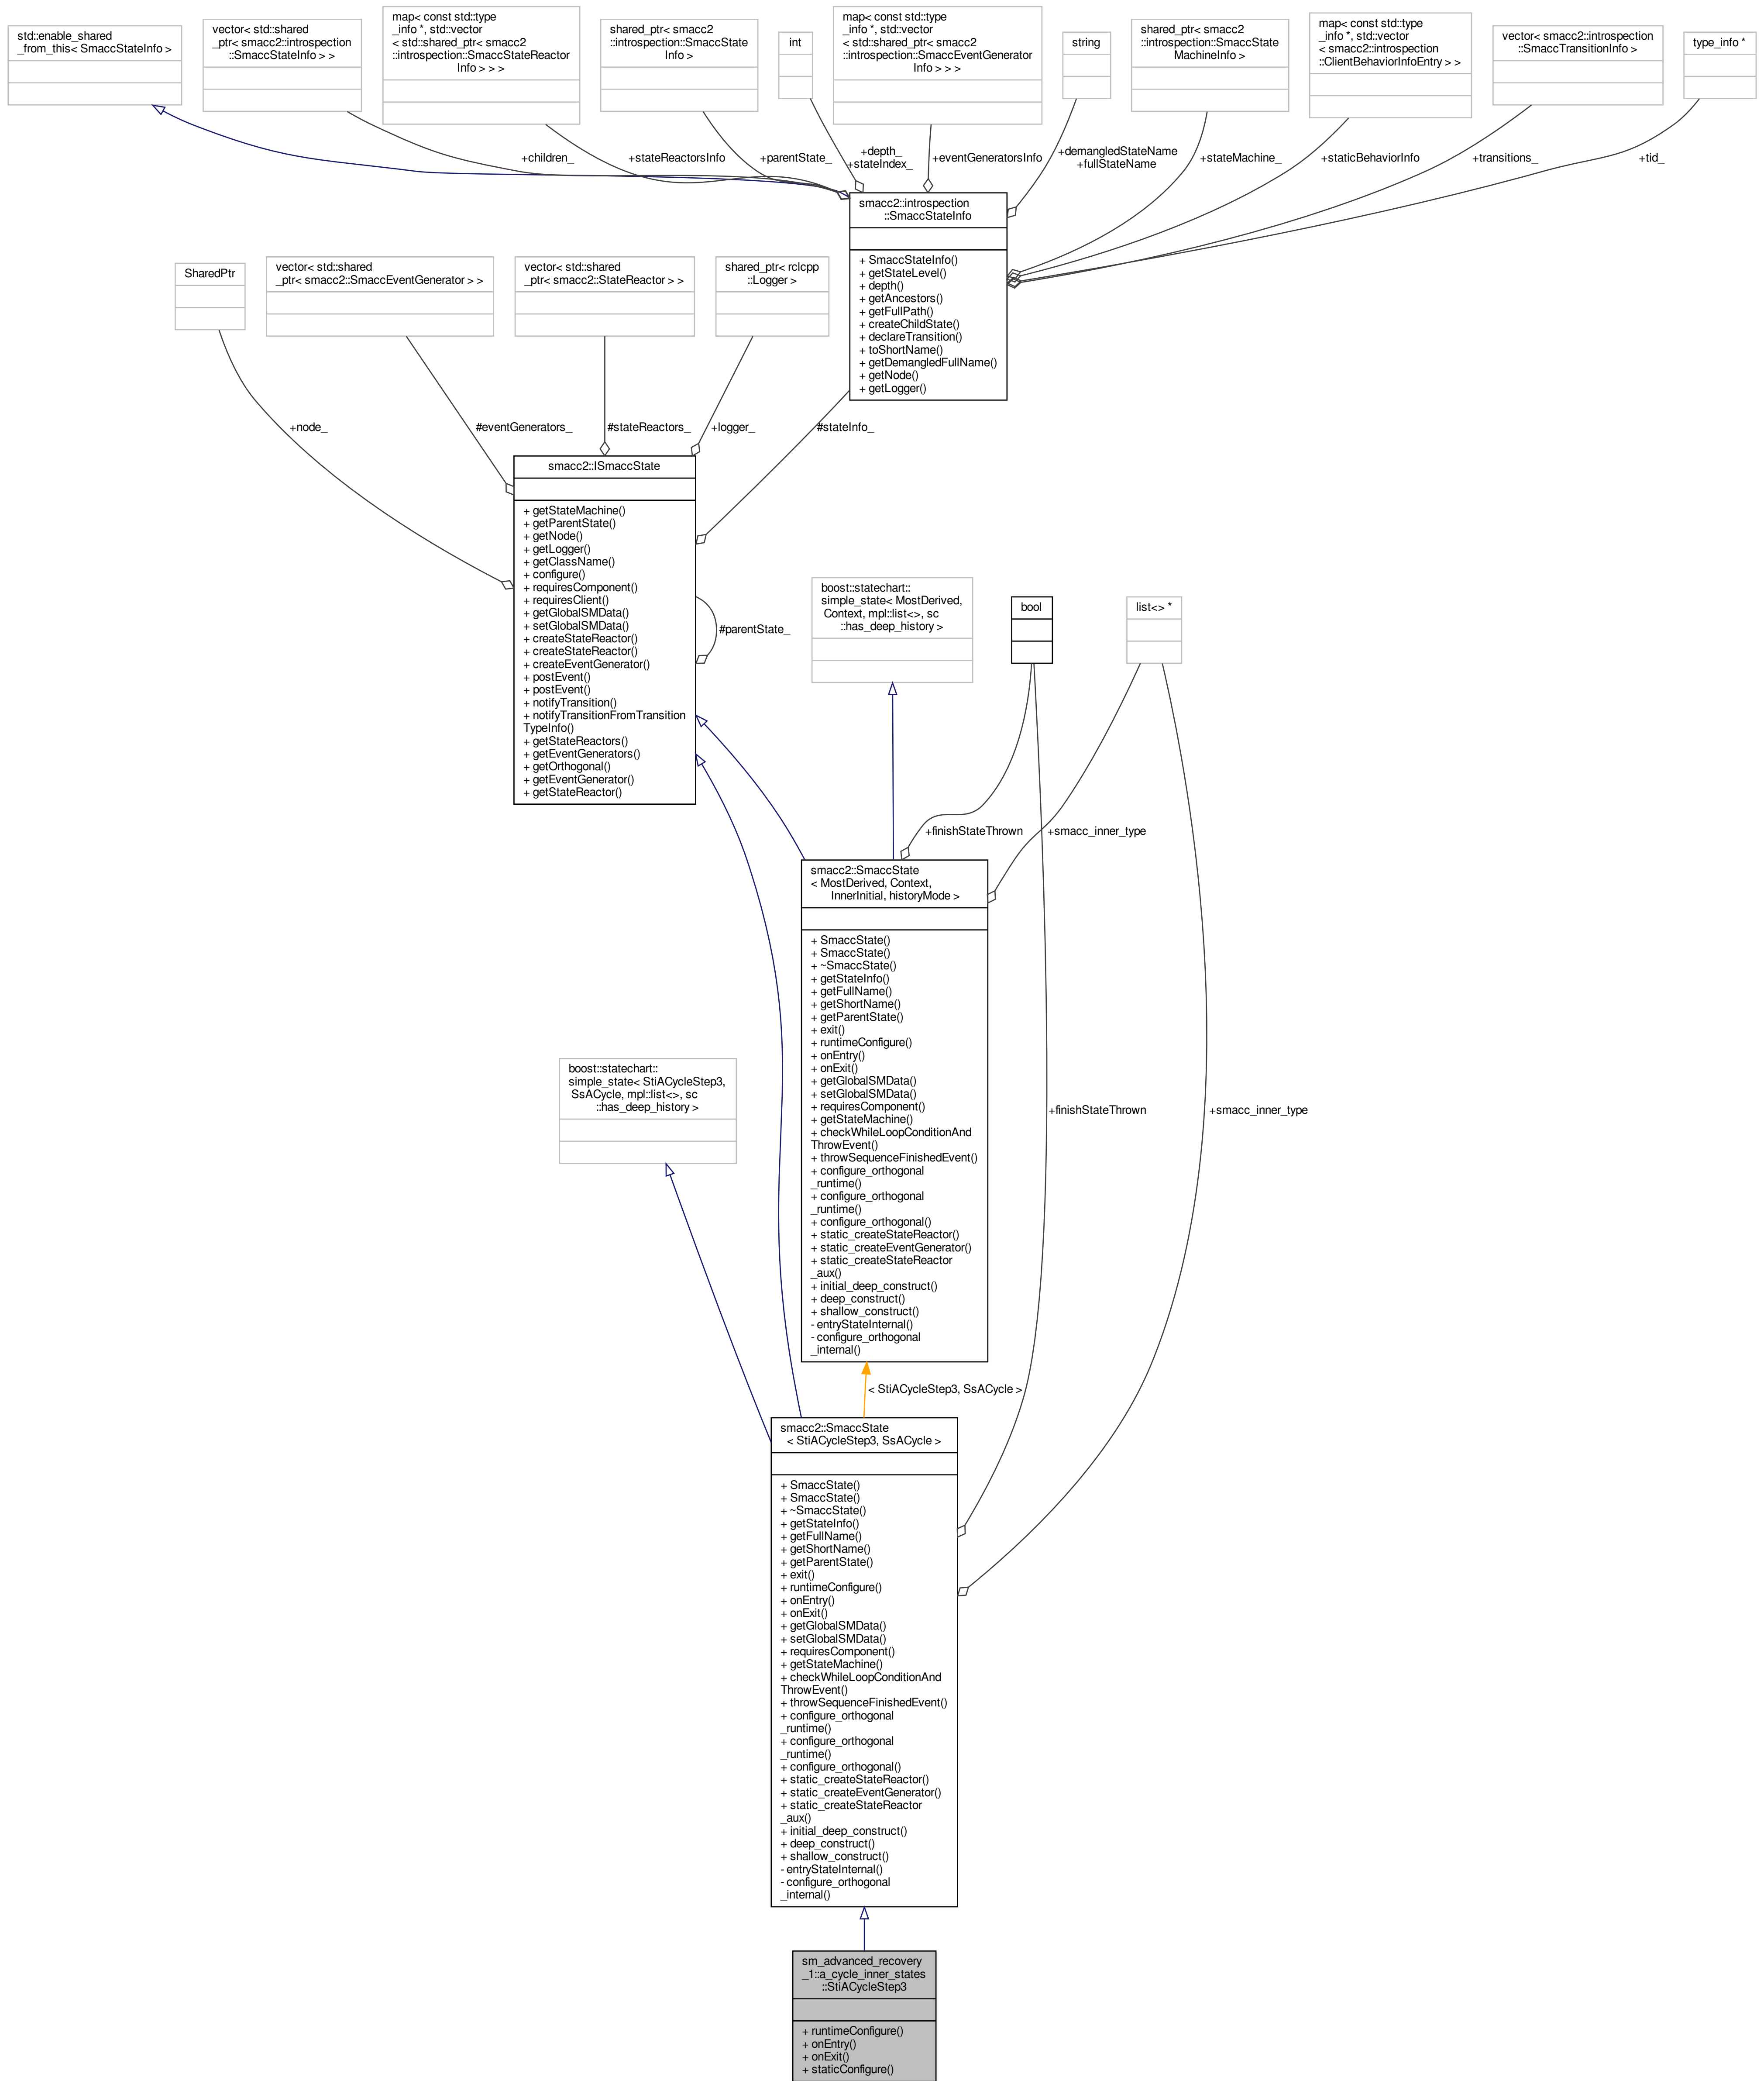 std::enable_shared
_from_this< SmaccStateInfo >
vector< std::shared
_ptr< smacc2::introspection
::SmaccStateInfo > >
map< const std::type
_info *, std::vector
< std::shared_ptr< smacc2
::introspection::SmaccStateReactor
Info > > >
shared_ptr< smacc2
::introspection::SmaccState
Info >
int
map< const std::type
_info *, std::vector
< std::shared_ptr< smacc2
::introspection::SmaccEventGenerator
Info > > >
string
shared_ptr< smacc2
::introspection::SmaccState
MachineInfo >
map< const std::type
_info *, std::vector
< smacc2::introspection
::ClientBehaviorInfoEntry > >
vector< smacc2::introspection
::SmaccTransitionInfo >
type_info *
+children_
+stateReactorsInfo
+parentState_
+depth_
+stateIndex_
+eventGeneratorsInfo
+demangledStateName
+fullStateName
+stateMachine_
+staticBehaviorInfo
+transitions_
+tid_
smacc2::introspection
::SmaccStateInfo
+ SmaccStateInfo()
+ getStateLevel()
+ depth()
+ getAncestors()
+ getFullPath()
+ createChildState()
+ declareTransition()
+ toShortName()
+ getDemangledFullName()
+ getNode()
+ getLogger()
SharedPtr
vector< std::shared
_ptr< smacc2::SmaccEventGenerator > >
vector< std::shared
_ptr< smacc2::StateReactor > >
shared_ptr< rclcpp
::Logger >
+node_
#eventGenerators_
#stateReactors_
+logger_
#stateInfo_
smacc2::ISmaccState
+ getStateMachine()
+ getParentState()
+ getNode()
+ getLogger()
+ getClassName()
+ configure()
+ requiresComponent()
+ requiresClient()
+ getGlobalSMData()
+ setGlobalSMData()
+ createStateReactor()
+ createStateReactor()
+ createEventGenerator()
+ postEvent()
+ postEvent()
+ notifyTransition()
+ notifyTransitionFromTransition
TypeInfo()
+ getStateReactors()
+ getEventGenerators()
+ getOrthogonal()
+ getEventGenerator()
+ getStateReactor()
#parentState_
boost::statechart::
simple_state< MostDerived,
Context, mpl::list<>, sc
::has_deep_history >
bool
list<> *
+finishStateThrown
+smacc_inner_type
smacc2::SmaccState
< MostDerived, Context,
InnerInitial, historyMode >
+ SmaccState()
+ SmaccState()
+ ~SmaccState()
+ getStateInfo()
+ getFullName()
+ getShortName()
+ getParentState()
+ exit()
+ runtimeConfigure()
+ onEntry()
+ onExit()
+ getGlobalSMData()
+ setGlobalSMData()
+ requiresComponent()
+ getStateMachine()
+ checkWhileLoopConditionAnd
ThrowEvent()
+ throwSequenceFinishedEvent()
+ configure_orthogonal
_runtime()
+ configure_orthogonal
_runtime()
+ configure_orthogonal()
+ static_createStateReactor()
+ static_createEventGenerator()
+ static_createStateReactor
_aux()
+ initial_deep_construct()
+ deep_construct()
+ shallow_construct()
- entryStateInternal()
- configure_orthogonal
_internal()
boost::statechart::
simple_state< StiACycleStep3,
SsACycle, mpl::list<>, sc
::has_deep_history >
+finishStateThrown
+smacc_inner_type
< StiACycleStep3, SsACycle >
smacc2::SmaccState
< StiACycleStep3, SsACycle >
+ SmaccState()
+ SmaccState()
+ ~SmaccState()
+ getStateInfo()
+ getFullName()
+ getShortName()
+ getParentState()
+ exit()
+ runtimeConfigure()
+ onEntry()
+ onExit()
+ getGlobalSMData()
+ setGlobalSMData()
+ requiresComponent()
+ getStateMachine()
+ checkWhileLoopConditionAnd
ThrowEvent()
+ throwSequenceFinishedEvent()
+ configure_orthogonal
_runtime()
+ configure_orthogonal
_runtime()
+ configure_orthogonal()
+ static_createStateReactor()
+ static_createEventGenerator()
+ static_createStateReactor
_aux()
+ initial_deep_construct()
+ deep_construct()
+ shallow_construct()
- entryStateInternal()
- configure_orthogonal
_internal()
sm_advanced_recovery
_1::a_cycle_inner_states
::StiACycleStep3
+ runtimeConfigure()
+ onEntry()
+ onExit()
+ staticConfigure()